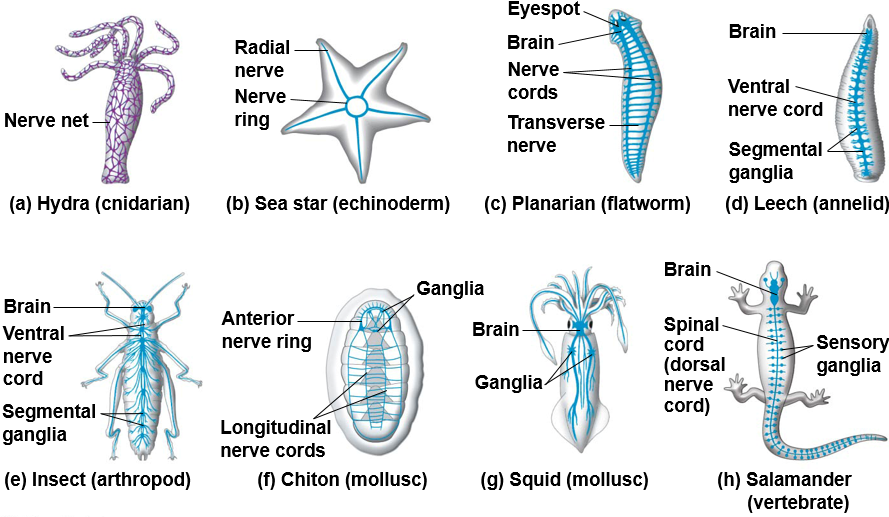 Nerve net
(a) Hydra (cnidarian)
Radial
nerve
Nerve
ring
(b) Sea star (echinoderm)
Eyespot
Brain
Nerve
cords
Transverse
nerve
(c) Planarian (flatworm)
Brain
Ventral
nerve cord
Segmental
ganglia
(d) Leech (annelid)
Brain
Ventral
nerve
cord
Segmental
ganglia
(e) Insect (arthropod)
Ganglia
Anterior
nerve ring
Longitudinal
nerve cords
(f) Chiton (mollusc)
Brain
Ganglia
(g) Squid (mollusc)
Brain
Spinal
cord
(dorsal
nerve
cord)
Sensory
ganglia
(h) Salamander
(vertebrate)